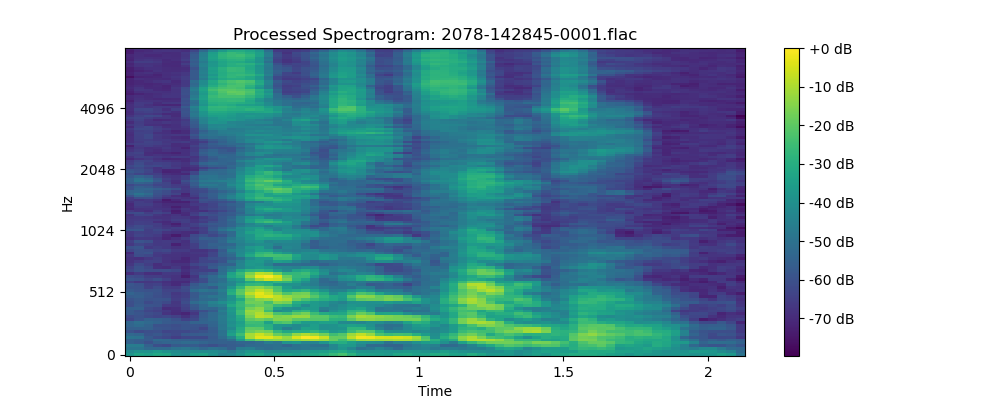 Processed Spectrogram: 2078-142845-0001.flac
Hz
4096
2048
1024
512
0
0
0.5
1
1.5
2
Time
+0 dB
-10 dB
-20 dB
-30 dB
-40 dB
-50 dB
-60 dB
-70 dB